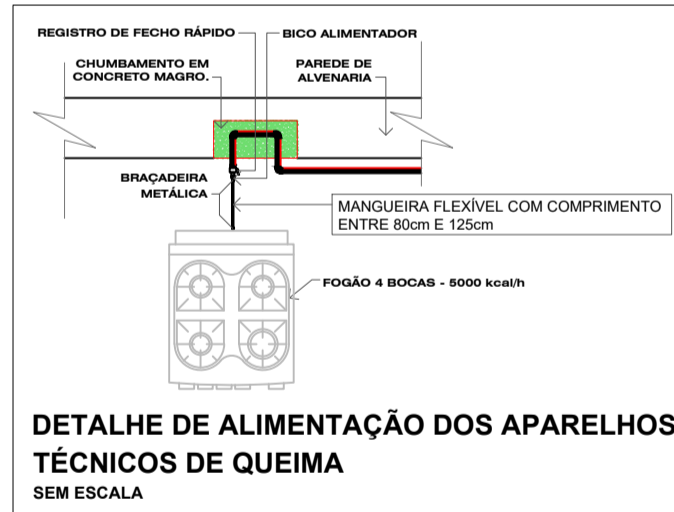 REGISTRO DE FECHO RÁPIDO
BICO ALIMENTADOR
CHUMBAMENTO EM
CONCRETO MAGRO.
PAREDE DE
ALVENARIA
BRAÇADEIRA
METÁLICA
MANGUEIRA FLEXÍVEL COM COMPRIMENTO
ENTRE 80cm E 125cm
FOGÃO 4 BOCAS - 5000 kcal/h
DETALHE DE ALIMENTAÇÃO DOS APARELHOS
TÉCNICOS DE QUEIMA
SEM ESCALA